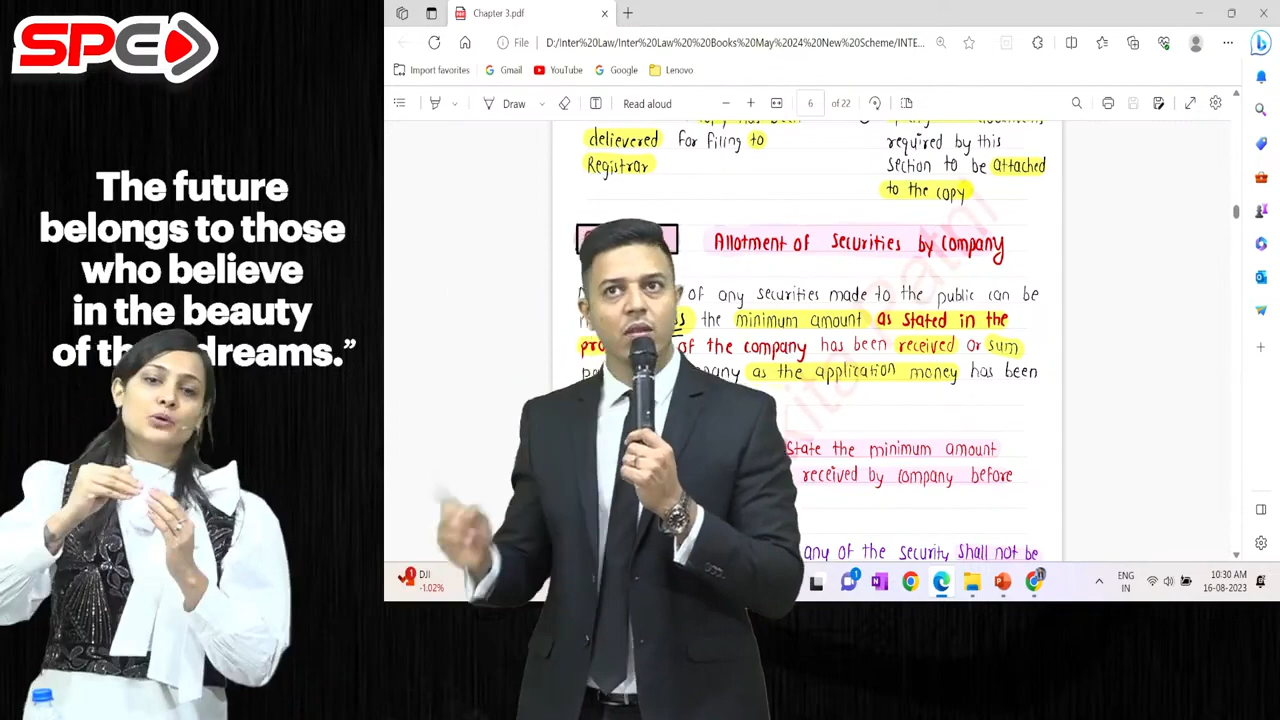 SPED
The future
belongs to those
who believe
in the beauty
of th dreams.”
Chapter 3.pdf
File
D:/Inter%20Law/Inter%20Law%20%20Books%20May%2024%20New%20Scheme/INTE...
Import favorites
Gmail
YouTube
Google
Lenovo
Draw
Read aloud
6
of 22
delievered for filing to
Registrar
required by this
section to be attached
to the copy
Allotment of Securities by Company
of any securities made to the public can be
the minimum amount as stated in the
of the company has been received or sum
as the application money has been
State the minimum amount
received by company before
any of the security shall not be
DJI
-1.02%
ENG
IN
10:30 AM
16-08-2023